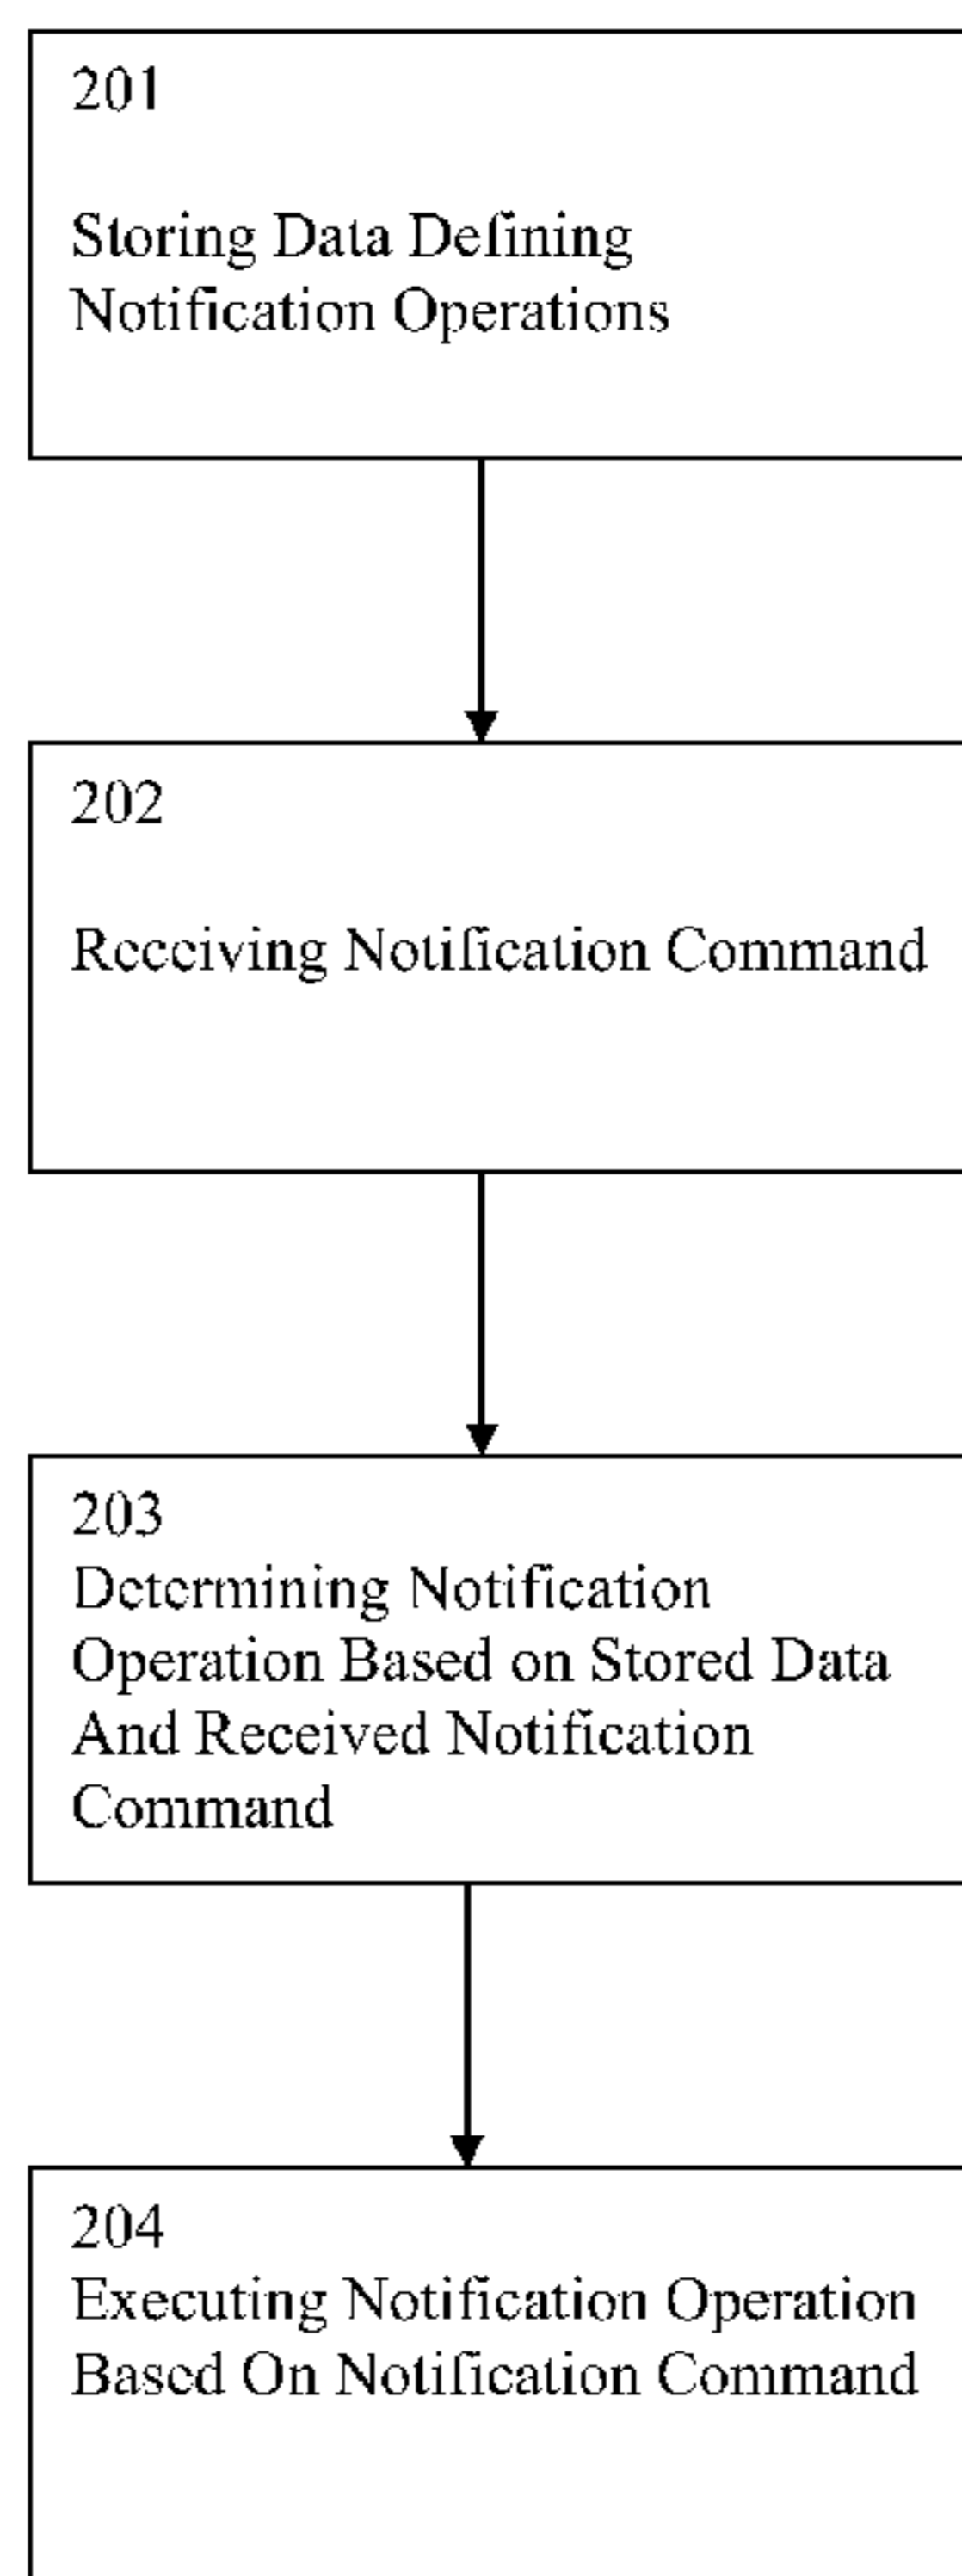 201
Storing Data Defining
Notification Operations
202
Receiving Notification Command
203
Determining Notification
Operation Based on Stored Data
And Received Notification
Command
204
Executing Notification Operation
Based On Notification Command